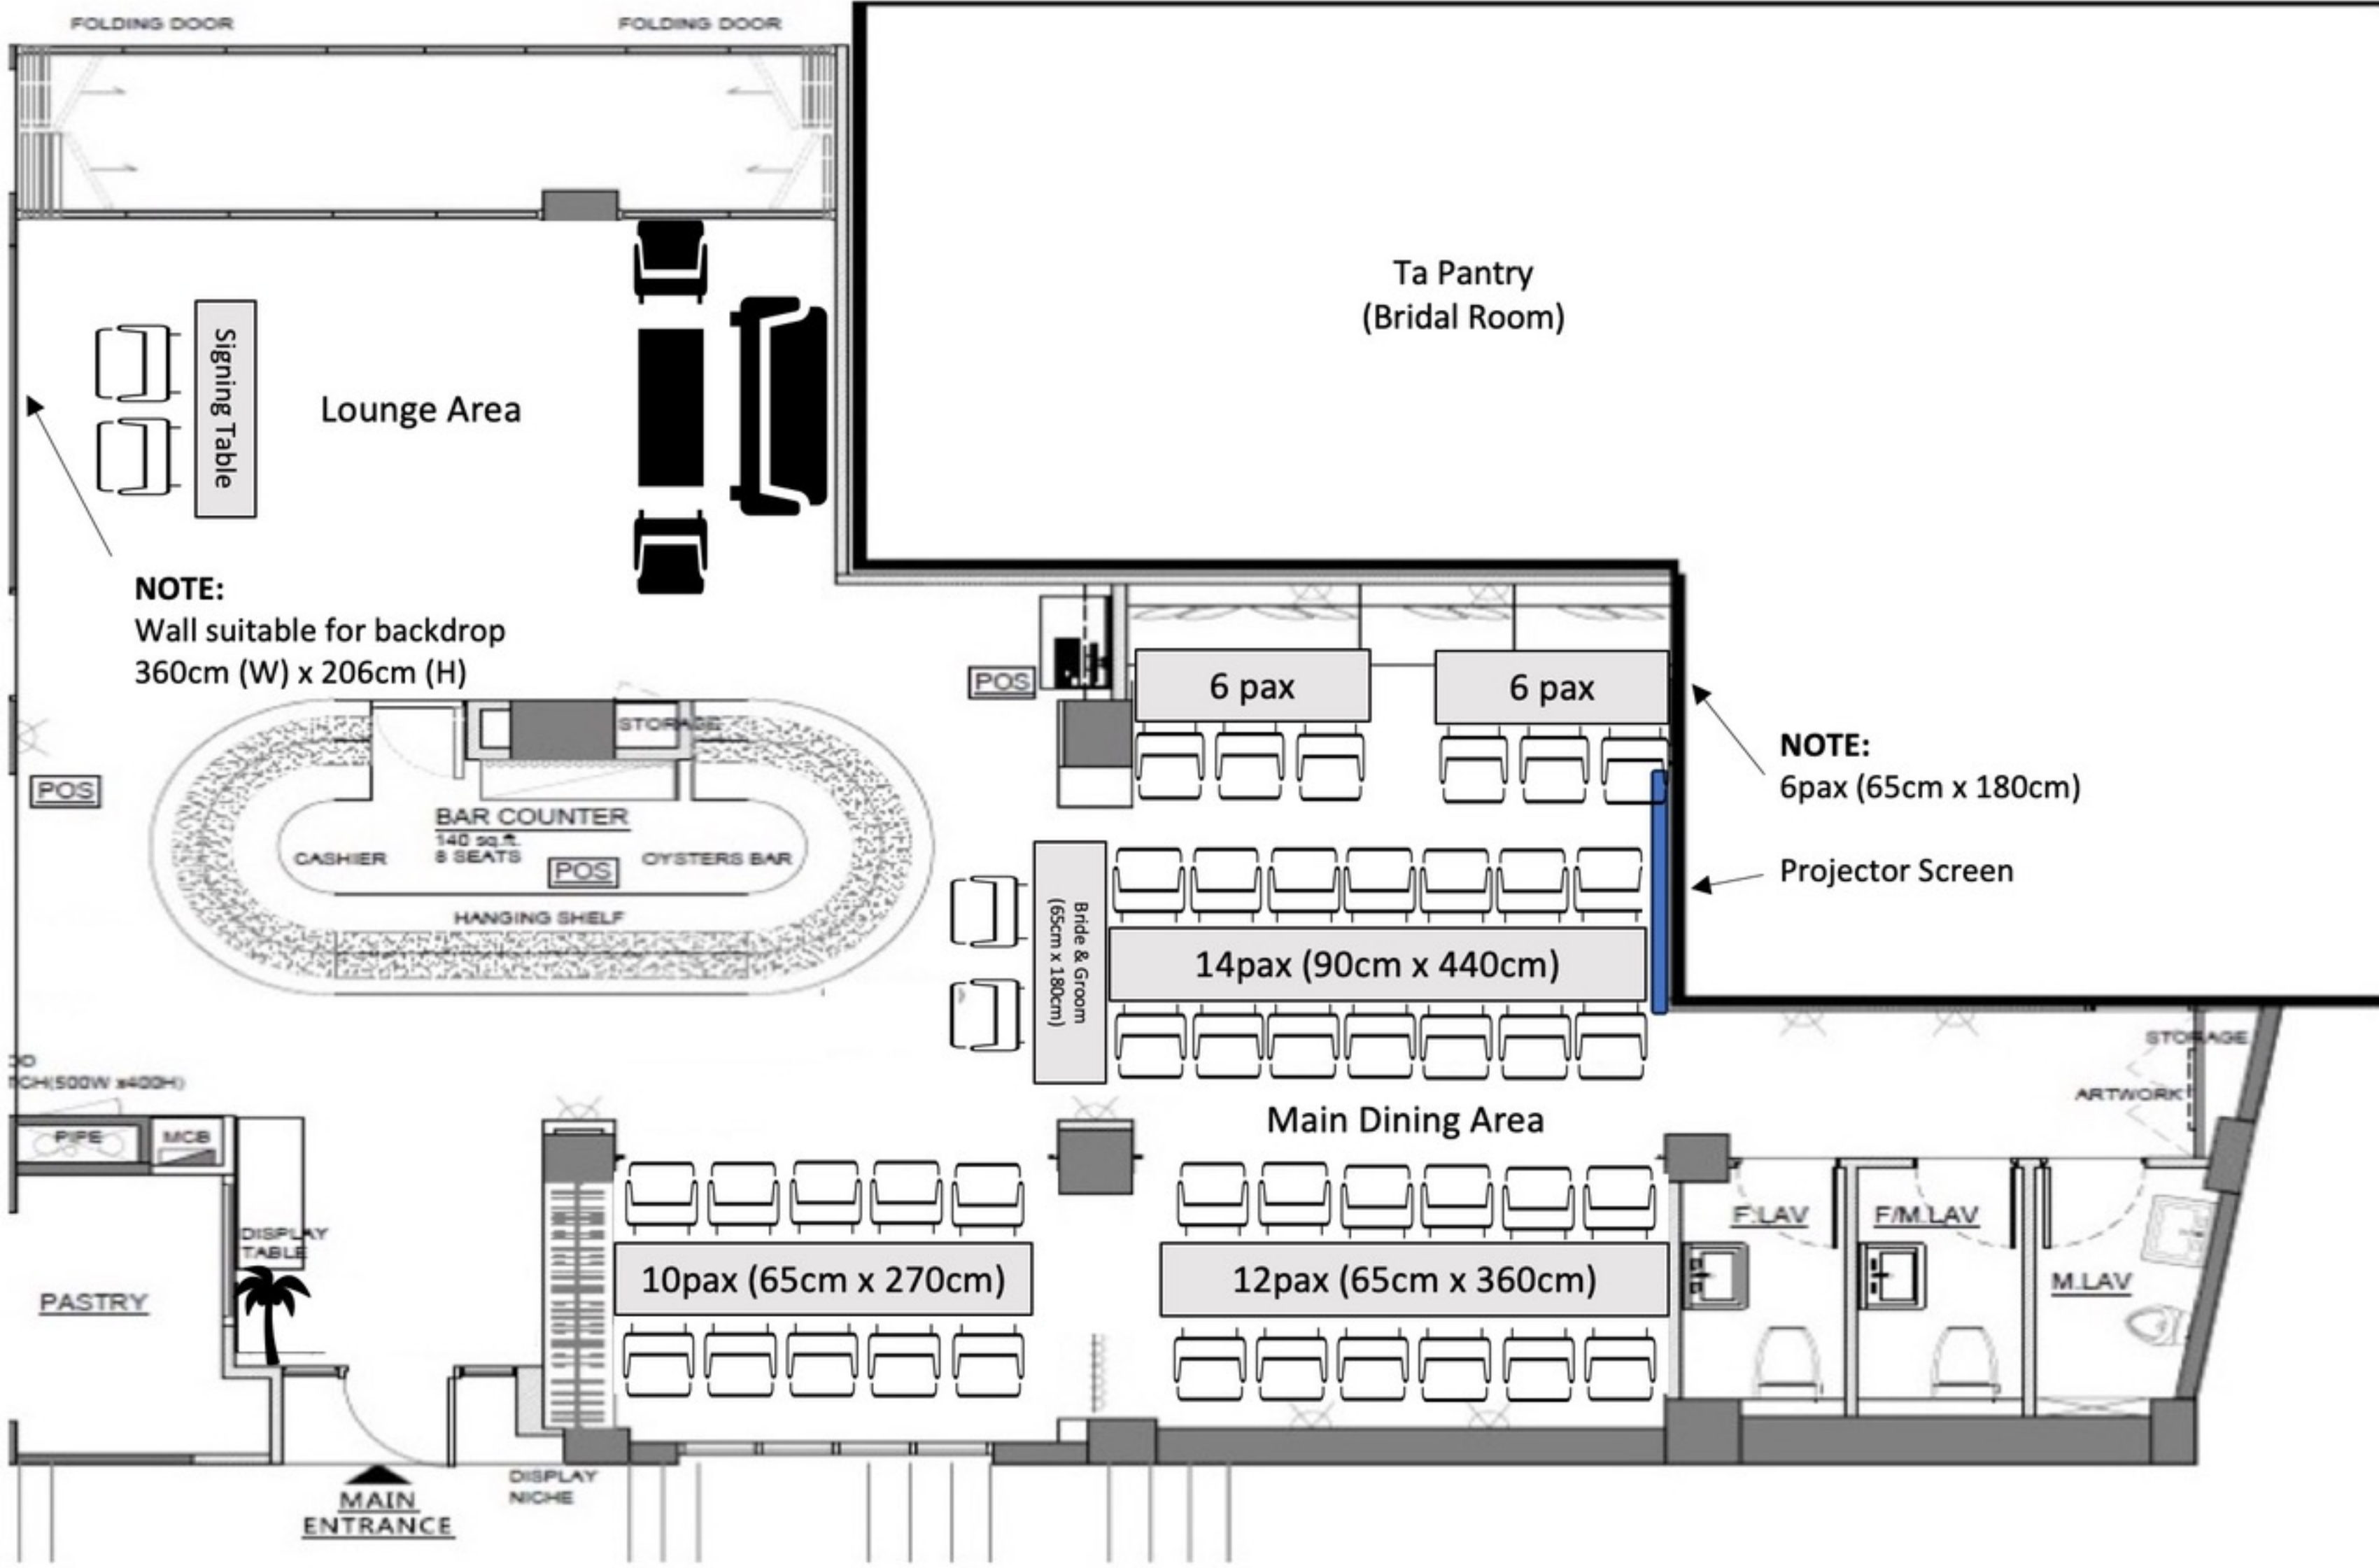 FOLDING DOOR
FOLDING DOOR
Ta Pantry
(Bridal Room)
Signing Table
Lounge Area
NOTE:
Wall suitable for backdrop
360cm (W) x 206cm (H)
POS
6 pax
6 pax
NOTE:
6pax (65cm x 180cm)
Projector Screen
STORAGE
POS
BAR COUNTER
140 sq.ft.
8 SEATS
CASHIER
POS
OYSTERS BAR
HANGING SHELF
Bride & Groom
(65cm x 180cm)
14pax (90cm x 440cm)
STORAGE
ARTWORK
Main Dining Area
(500W x400H)
PIPE
MCB
DISPLAY
TABLE
PASTRY
10pax (65cm x 270cm)
12pax (65cm x 360cm)
F.LAV
F/M.LAV
M.LAV
DISPLAY
NICHE
MAIN
ENTRANCE